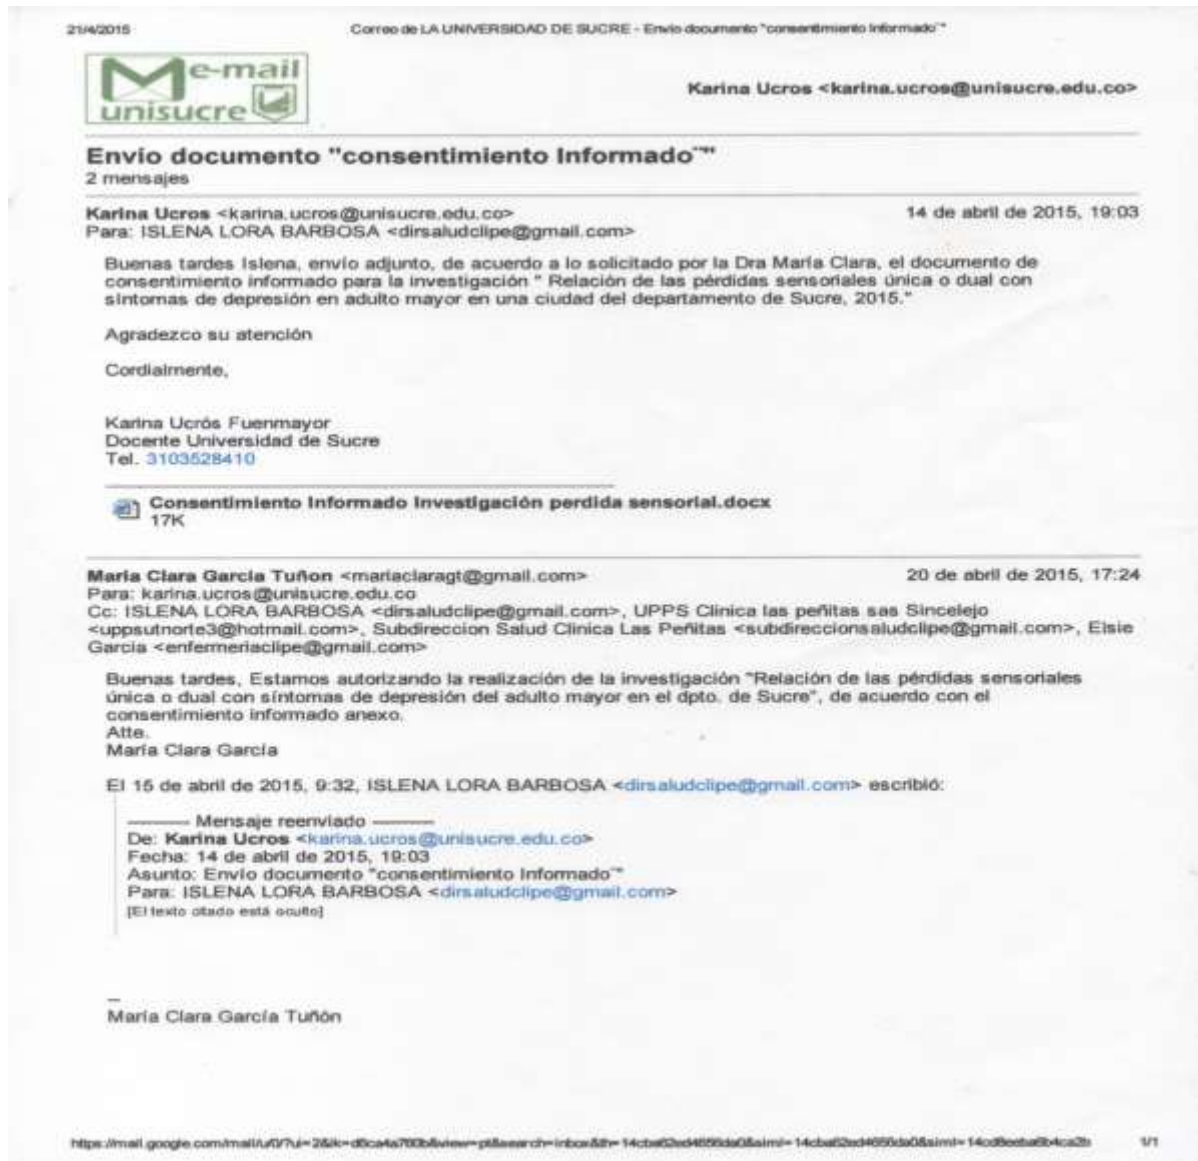 21/4/2015 Correo de LA UNIVERSIDAD DE SUCRE - Envío documento "consentimiento Informado¨"
e-mail
unisucre
Karina Ucros <karina.ucros@unisucre.edu.co>
Envío documento "consentimiento Informado¨"
2 mensajes
Karina Ucros <karina.ucros@unisucre.edu.co> 14 de abril de 2015, 19:03
Para: ISLENA LORA BARBOSA <dirsaludclipe@gmail.com>
Buenas tardes Islena, envío adjunto, de acuerdo a lo solicitado por la Dra María Clara, el documento de
consentimiento informado para la investigación " Relación de las pérdidas sensoriales única o dual con
síntomas de depresión en adulto mayor en una ciudad del departamento de Sucre, 2015."
Agradezco su atención
Cordialmente,
Karina Ucrós Fuenmayor
Docente Universidad de Sucre
Tel. 3103528410
Consentimiento Informado Investigación perdida sensorial.docx
17K
María Clara García Tuñon <mariaclaragt@gmail.com> 20 de abril de 2015, 17:24
Para: karina.ucros@unisucre.edu.co
Cc: ISLENA LORA BARBOSA <dirsaludclipe@gmail.com>, UPPS Clinica las peñitas sas Sincelejo
<uppsutnorte3@hotmail.com>, Subdireccion Salud Clinica Las Peñitas <subdireccionsaludclipe@gmail.com>, Elsie
Garcia <enfermeriaclipe@gmail.com>
Buenas tardes, Estamos autorizando la realización de la investigación "Relación de las pérdidas sensoriales
única o dual con síntomas de depresión del adulto mayor en el dpto. de Sucre", de acuerdo con el
consentimiento informado anexo.
Atte.
María Clara García
El 15 de abril de 2015, 9:32, ISLENA LORA BARBOSA <dirsaludclipe@gmail.com> escribió:
---------- Mensaje reenviado ----------
De: Karina Ucros <karina.ucros@unisucre.edu.co>
Fecha: 14 de abril de 2015, 19:03
Asunto: Envío documento "consentimiento Informado¨"
Para: ISLENA LORA BARBOSA <dirsaludclipe@gmail.com>
[El texto citado está oculto]
--
María Clara García Tuñón
1/1